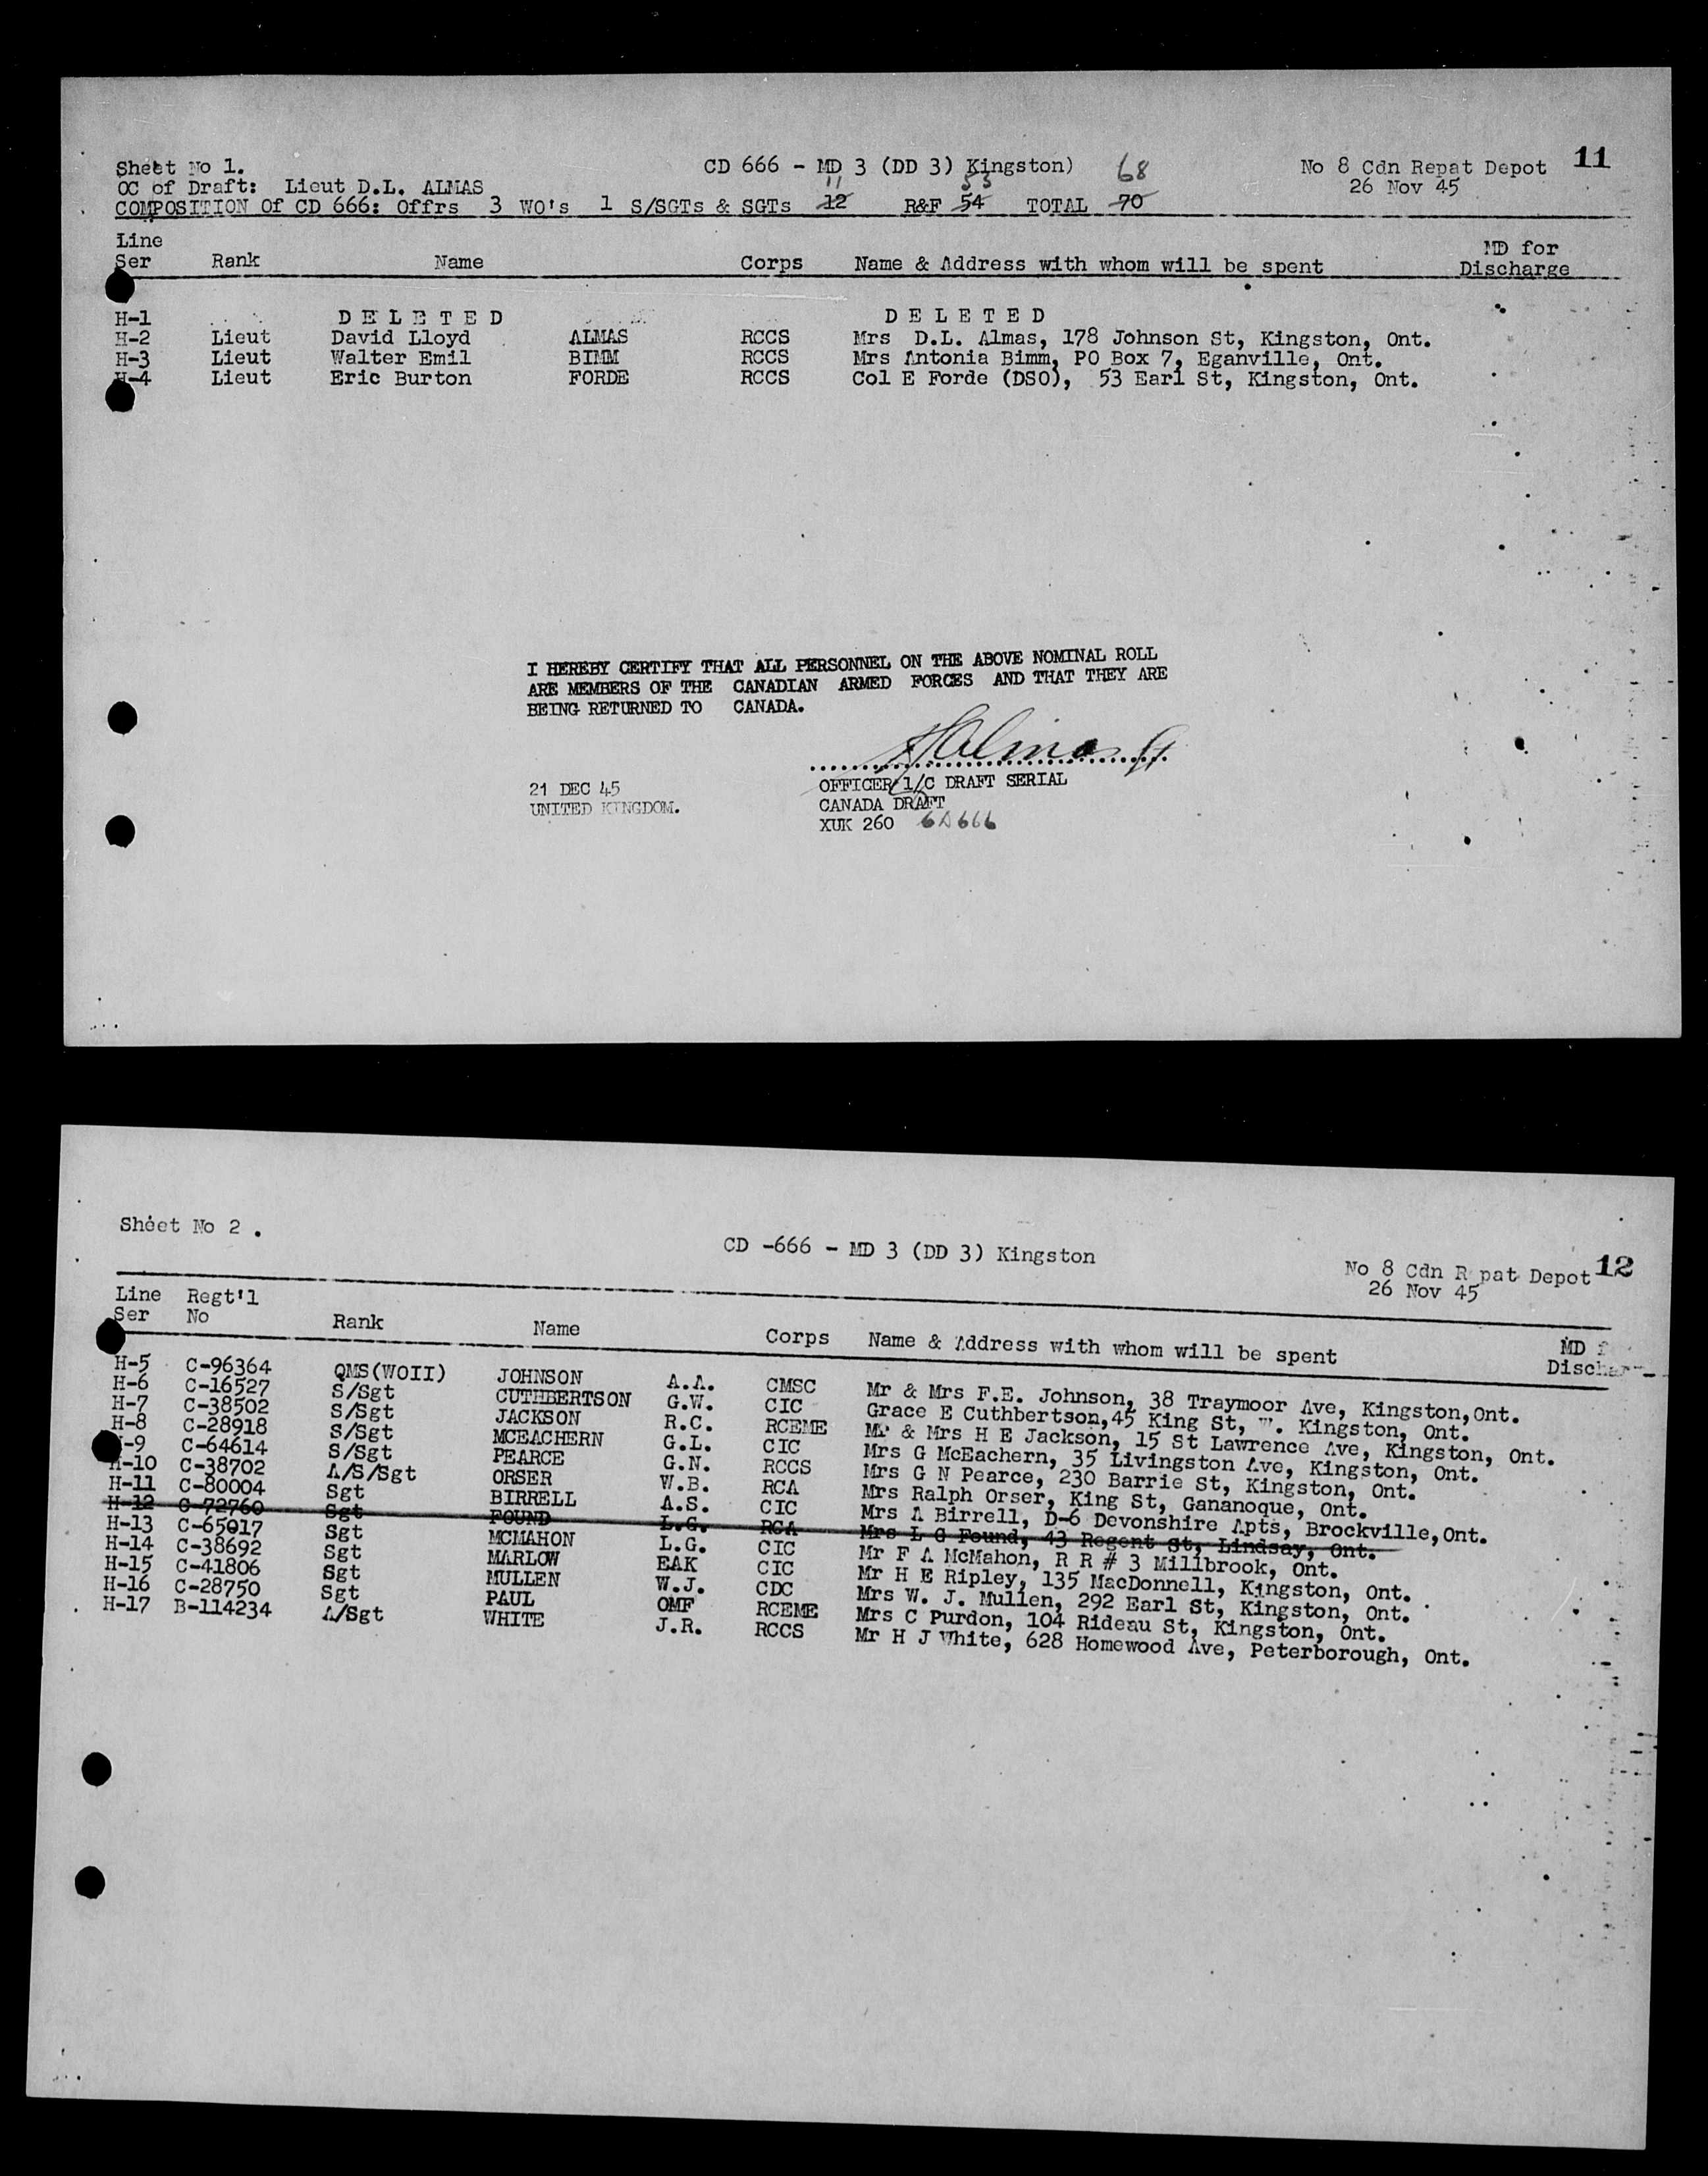 Sheet No 1.
CD 666 - MD 3 (DD 3) Kingston)
No 8 Cdn Repat Depot 11
OC of Draft: Lieut D.L. ALMAS
26 Nov 45
11 53 68
COMPOSITION Of CD 666: Offrs 3 WO's 1 S/SGTs & SGTs 12 R&F 54 TOTAL 70
Line Ser Rank Name Corps Name & Address with whom will be spent MD for Discharge
H-1 D E L E T E D D E L E T E D
H-2 Lieut David Lloyd ALMAS RCCS Mrs D.L. Almas, 178 Johnson St, Kingston, Ont.
H-3 Lieut Walter Emil BIMM RCCS Mrs Antonia Bimm, PO Box 7, Eganville, Ont.
H-4 Lieut Eric Burton FORDE RCCS Col E Forde (DSO), 53 Earl St, Kingston, Ont.
I HEREBY CERTIFY THAT ALL PERSONNEL ON THE ABOVE NOMINAL ROLL
ARE MEMBERS OF THE CANADIAN ARMED FORCES AND THAT THEY ARE
BEING RETURNED TO CANADA.
21 DEC 45
UNITED KINGDOM.
OFFICER 1/C DRAFT SERIAL
CANADA DRAFT
XUK 260
Sheet No 2 .
CD -666 - MD 3 (DD 3) Kingston
No 8 Cdn R pat Depot 12
26 Nov 45
Line Ser Regt'l No Rank Name Corps Name & Address with whom will be spent MD f Dischar
H-5 C-96364 QMS(WOII) JOHNSON A.A. CMSC Mr & Mrs F.E. Johnson, 38 Traymoor Ave, Kingston,Ont.
H-6 C-16527 S/Sgt CUTHBERTSON G.W. CIC Grace E Cuthbertson,45 King St, W. Kingston, Ont.
H-7 C-38502 S/Sgt JACKSON R.C. RCEME Mr & Mrs H E Jackson, 15 St Lawrence Ave, Kingston, Ont.
H-8 C-28918 S/Sgt MCEACHERN G.L. CIC Mrs G McEachern, 35 Livingston Ave, Kingston, Ont.
H-9 C-64614 S/Sgt PEARCE G.N. RCCS Mrs G N Pearce, 230 Barrie St, Kingston, Ont.
H-10 C-38702 A/S/Sgt ORSER W.B. RCA Mrs Ralph Orser, King St, Gananoque, Ont.
H-11 C-80004 Sgt BIRRELL A.S. CIC Mrs A Birrell, D-6 Devonshire Apts, Brockville,Ont.
H-12 C-72760 Sgt FOUND L.G. RCA Mrs L G Found, 43 Regent St, Lindsay, Ont.
H-13 C-65017 Sgt MCMAHON L.G. CIC Mr F A McMahon, R R # 3 Millbrook, Ont.
H-14 C-38692 Sgt MARLOW EAK CIC Mr H E Ripley, 135 MacDonnell, Kingston, Ont.
H-15 C-41806 Sgt MULLEN W.J. CDC Mrs W. J. Mullen, 292 Earl St, Kingston, Ont.
H-16 C-28750 Sgt PAUL OMF RCEME Mrs C Purdon, 104 Rideau St, Kingston, Ont.
H-17 B-114234 A/Sgt WHITE J.R. RCCS Mr H J White, 628 Homewood Ave, Peterborough, Ont.